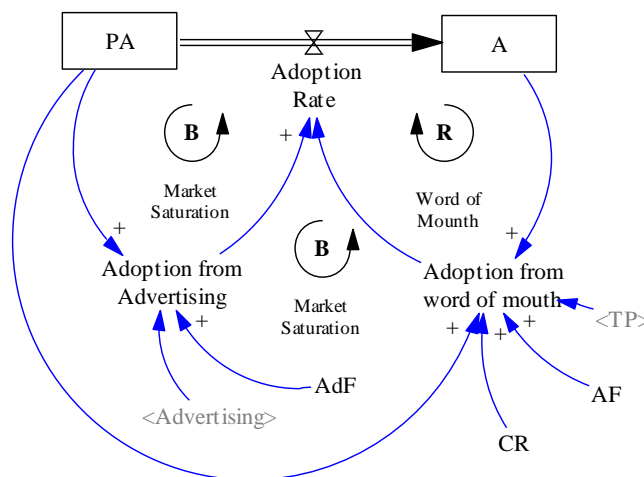 PA
A
Adoption
Rate
B
R
+
Market
Saturation
Word of
Mounth
+
+
B
Adoption from
Advertising
Adoption from
word of mouth
Market
Saturation
<TP>
+
+
+
+
AdF
AF
<Advertising>
CR